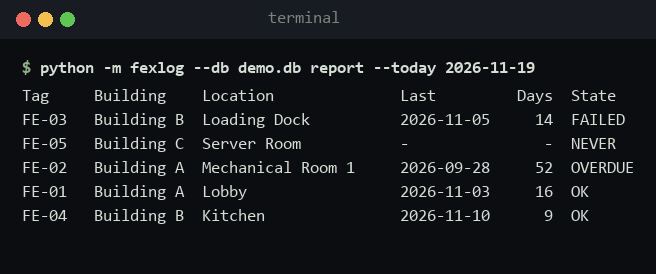 terminal
$ python -m fexlog --db demo.db report --today 2026-11-19
Tag Building Location Last Days State
FE-03 Building B Loading Dock 2026-11-05 14 FAILED
FE-05 Building C Server Room - - NEVER
FE-02 Building A Mechanical Room 1 2026-09-28 52 OVERDUE
FE-01 Building A Lobby 2026-11-03 16 OK
FE-04 Building B Kitchen 2026-11-10 9 OK